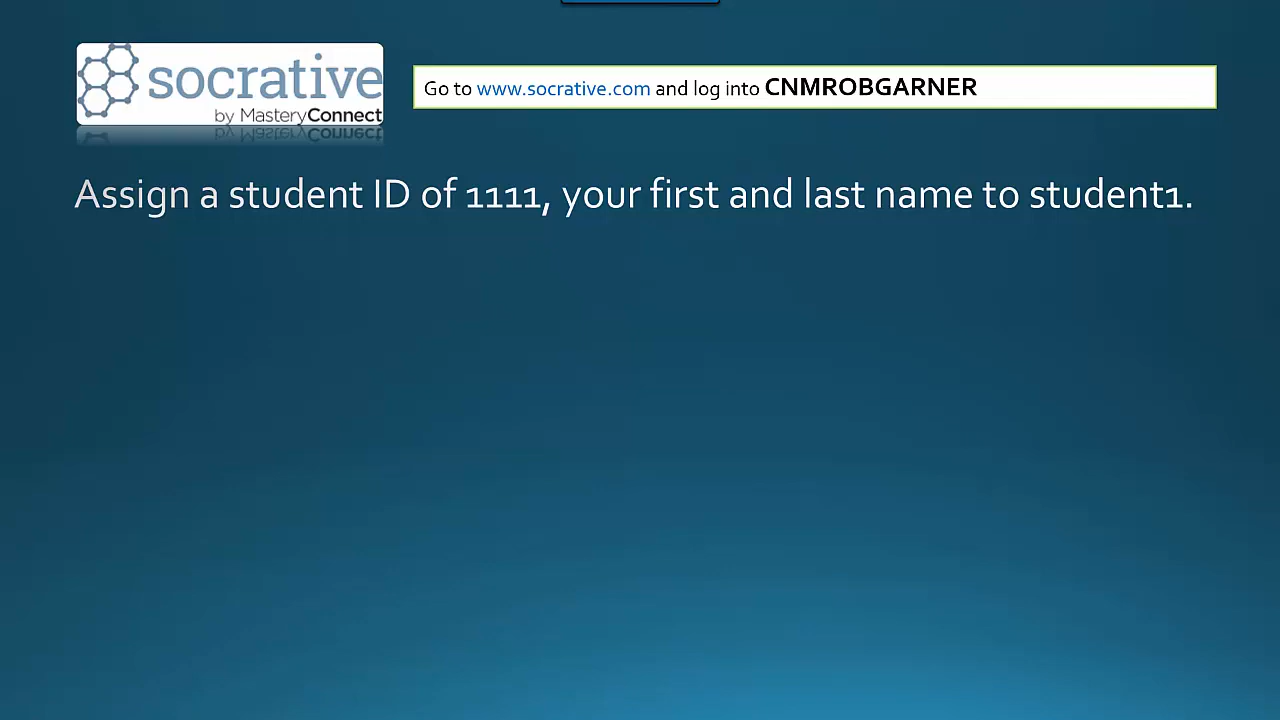 socrative
by MasteryConnect
Go to www.socrative.com and log into CNMROBGARNER
Assign a student ID of 1111, your first and last name to student1.